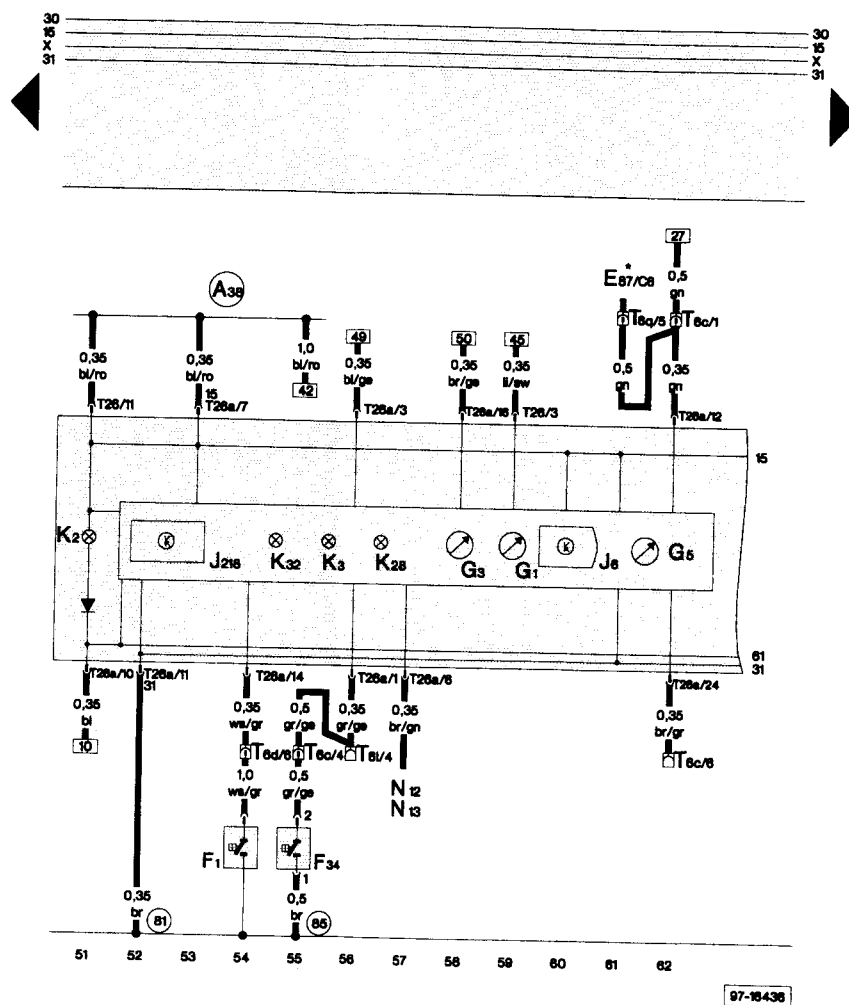 30 30
15 15
X X
31 31
27
E87/C6* 0,5 gn
A38
T6q/5 T6c/1
49 50 45
0,35 bl/ro 0,35 bl/ro 1,0 bl/ro 0,35 bl/ge 0,35 br/ge 0,35 li/sw 0,5 gn 0,35 gn
15 42
T26/11 T26a/7 T26a/3 T26a/16 T26/3 T26a/12
15
K2 J218 K32 K3 K28 G3 G1 J6 G5
k k
61
31
T26a/10 T26a/11 T26a/14 T26a/1 T26a/6 T26a/24
31
0,35 bl 0,35 ws/gr 0,5 gr/ge 0,35 gr/ge 0,35 br/gn 0,35 br/gr
10 T6d/6 T6c/4 T6i/4 T6c/6
1,0 ws/gr 0,5 gr/ge N12
N13
2
F1 F34
1
0,35 br 81 0,5 br 85
51 52 53 54 55 56 57 58 59 60 61 62
97-16436